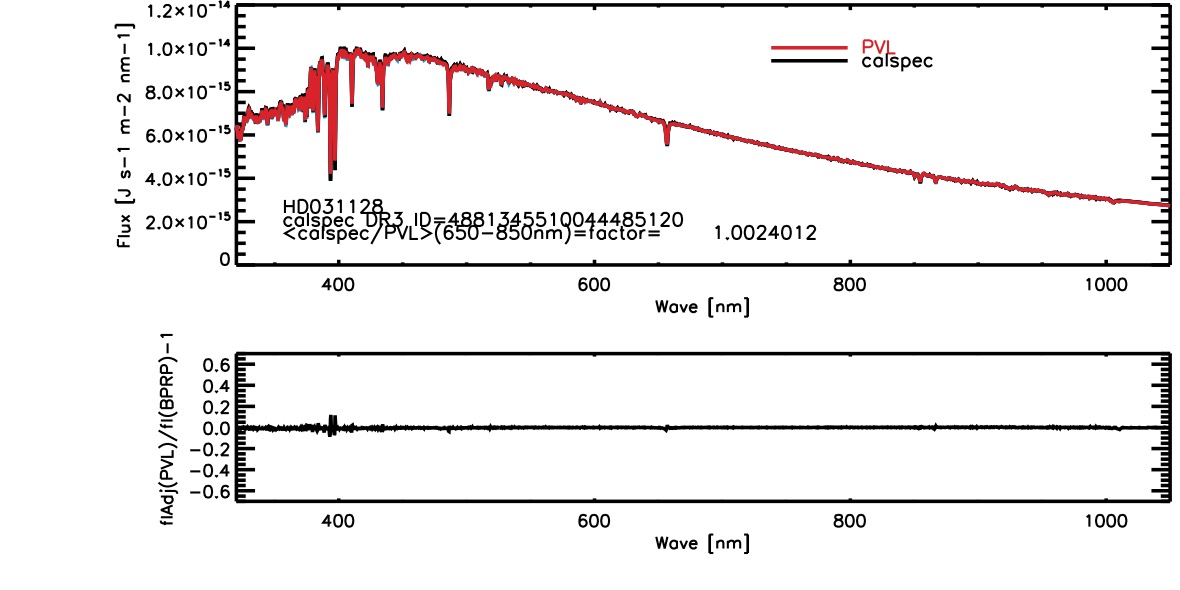 1.2×10−14
1.0×10−14
8.0×10−15
6.0×10−15
4.0×10−15
2.0×10−15
0
Flux [J s−1 m−2 nm−1]
PVL
calspec
HD031128
calspec DR3 ID=4881345510044485120
<calspec/PVL>(650−850nm)=factor= 1.0024012
400 600 800 1000
Wave [nm]
flAdj(PVL)/fl(BPRP)−1
0.6
0.4
0.2
0.0
−0.2
−0.4
−0.6
400 600 800 1000
Wave [nm]